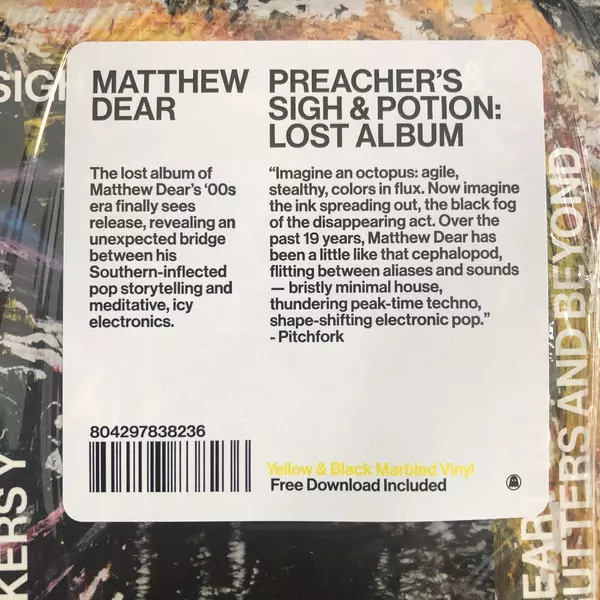 SIGH
MATTHEW
DEAR
PREACHER'S
SIGH & POTION:
LOST ALBUM
The lost album of
Matthew Dear's '00s
era finally sees
release, revealing an
unexpected bridge
between his
Southern-inflected
pop storytelling and
meditative, icy
electronics.
"Imagine an octopus: agile,
stealthy, colors in flux. Now imagine
the ink spreading out, the black fog
of the disappearing act. Over the
past 19 years, Matthew Dear has
been a little like that cephalopod,
flitting between aliases and sounds
— bristly minimal house,
thundering peak-time techno,
shape-shifting electronic pop."
- Pitchfork
804297838236
Yellow & Black Marbled Vinyl
Free Download Included
KERS Y
EAR
UTTERS AND BEYOND